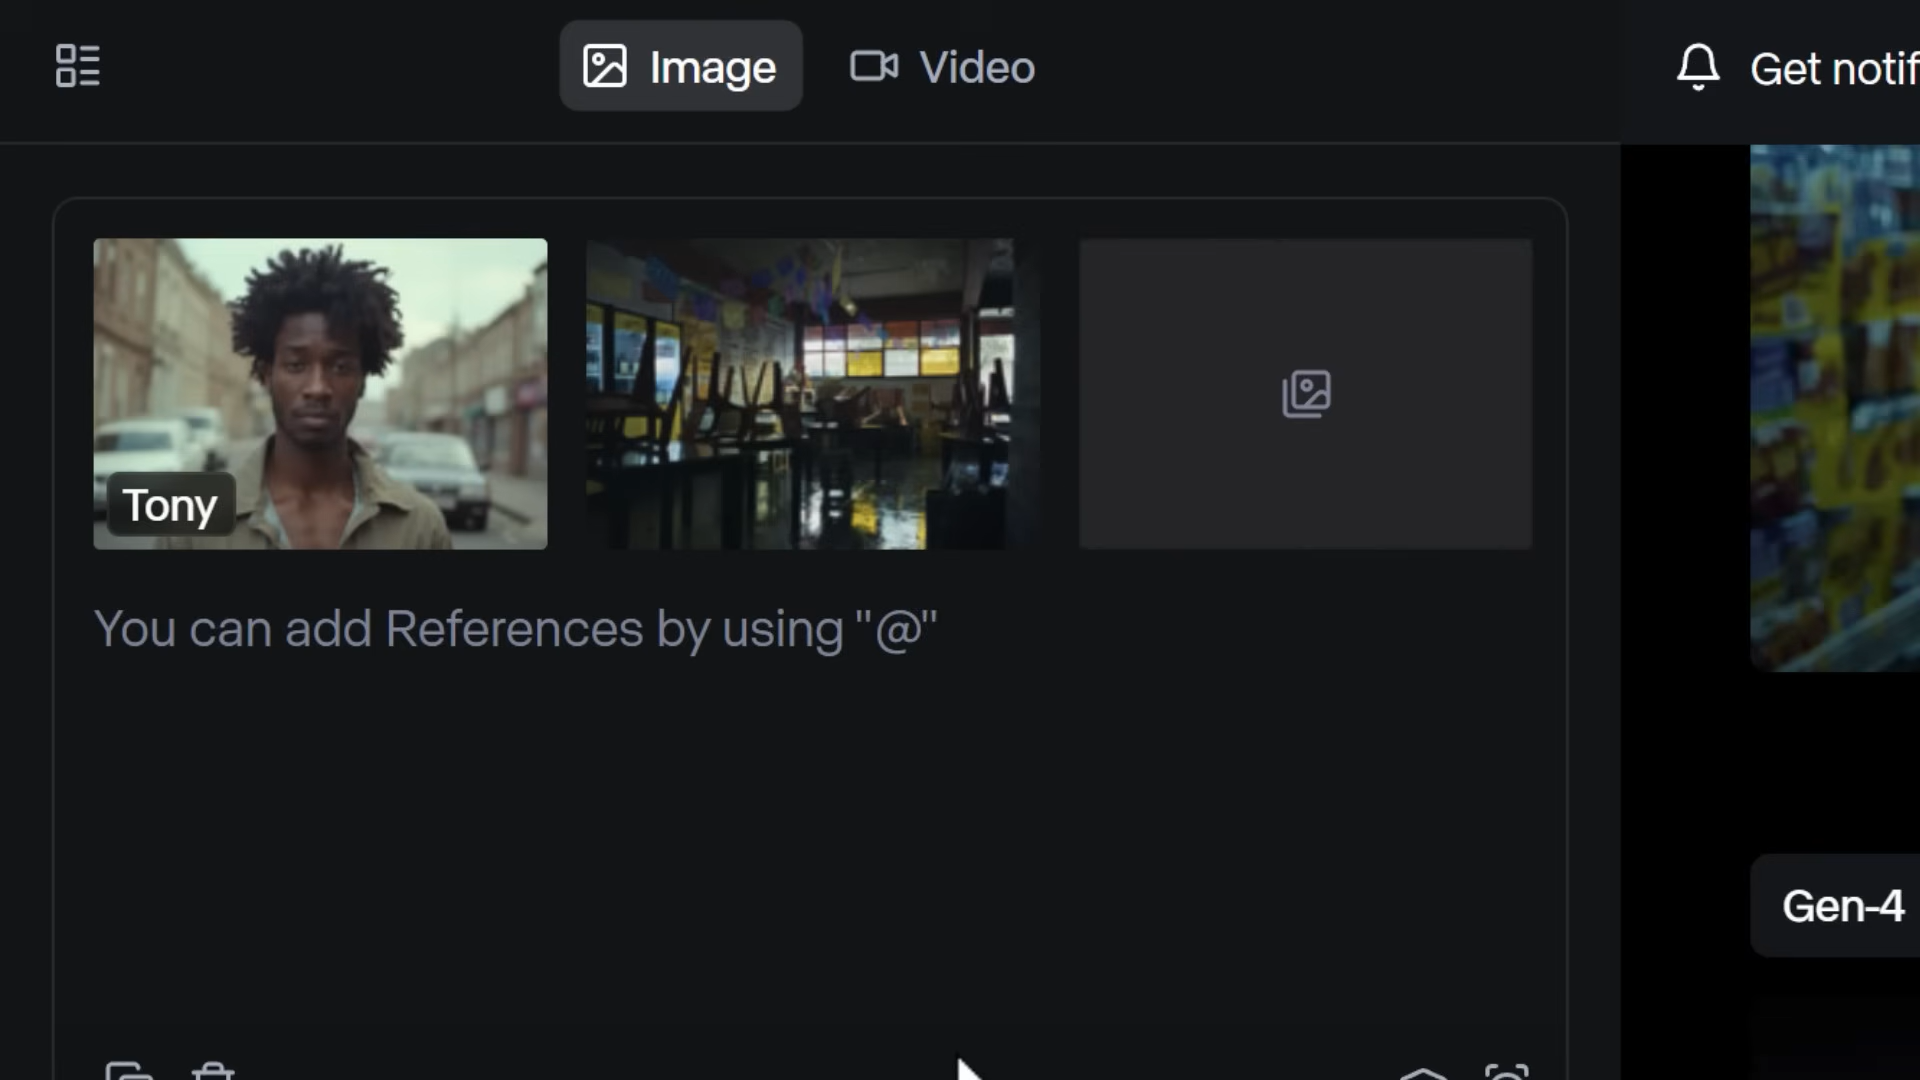 Image
Video
Get notif
Tony
You can add References by using "@"
Gen-4